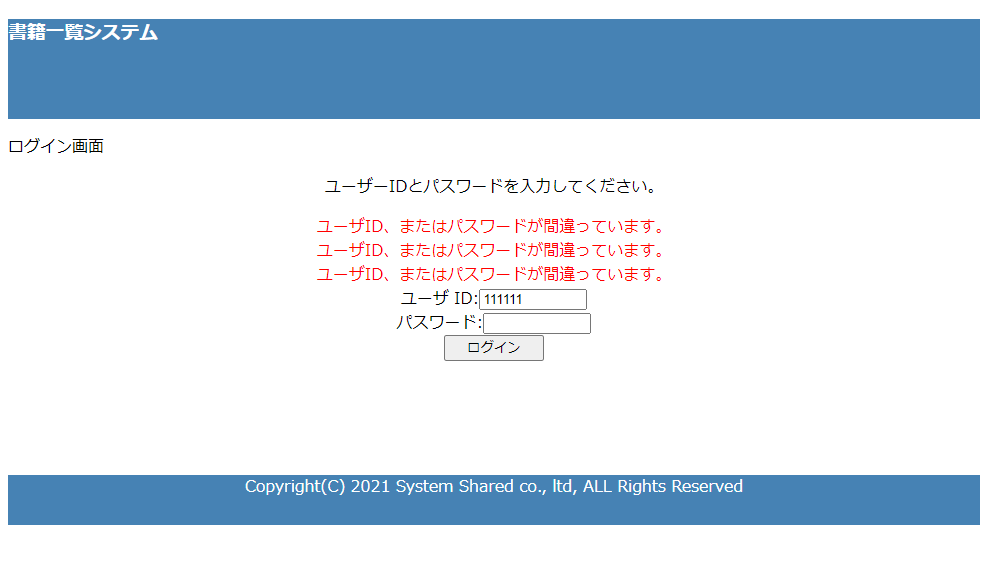 書籍一覧システム
ログイン画面
ユーザーIDとパスワードを入力してください。
ユーザID、またはパスワードが間違っています。
ユーザID、またはパスワードが間違っています。
ユーザID、またはパスワードが間違っています。
ユーザ ID:111111
パスワード:
ログイン
Copyright(C) 2021 System Shared co., ltd, ALL Rights Reserved